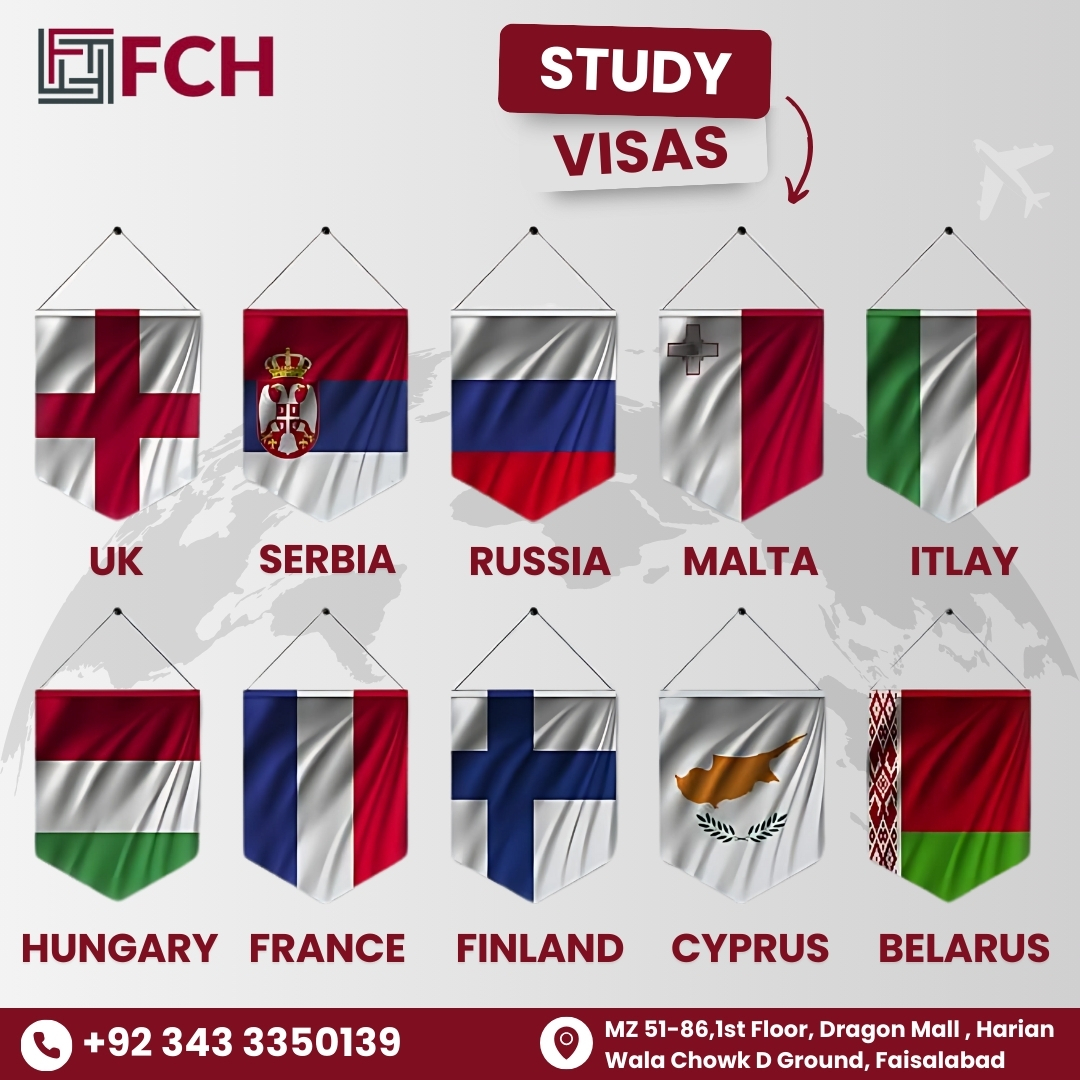 FCH
STUDY
VISAS
UK
SERBIA
RUSSIA
MALTA
ITLAY
HUNGARY
FRANCE
FINLAND
CYPRUS
BELARUS
+92 343 3350139
MZ 51-86,1st Floor, Dragon Mall , Harian
Wala Chowk D Ground, Faisalabad